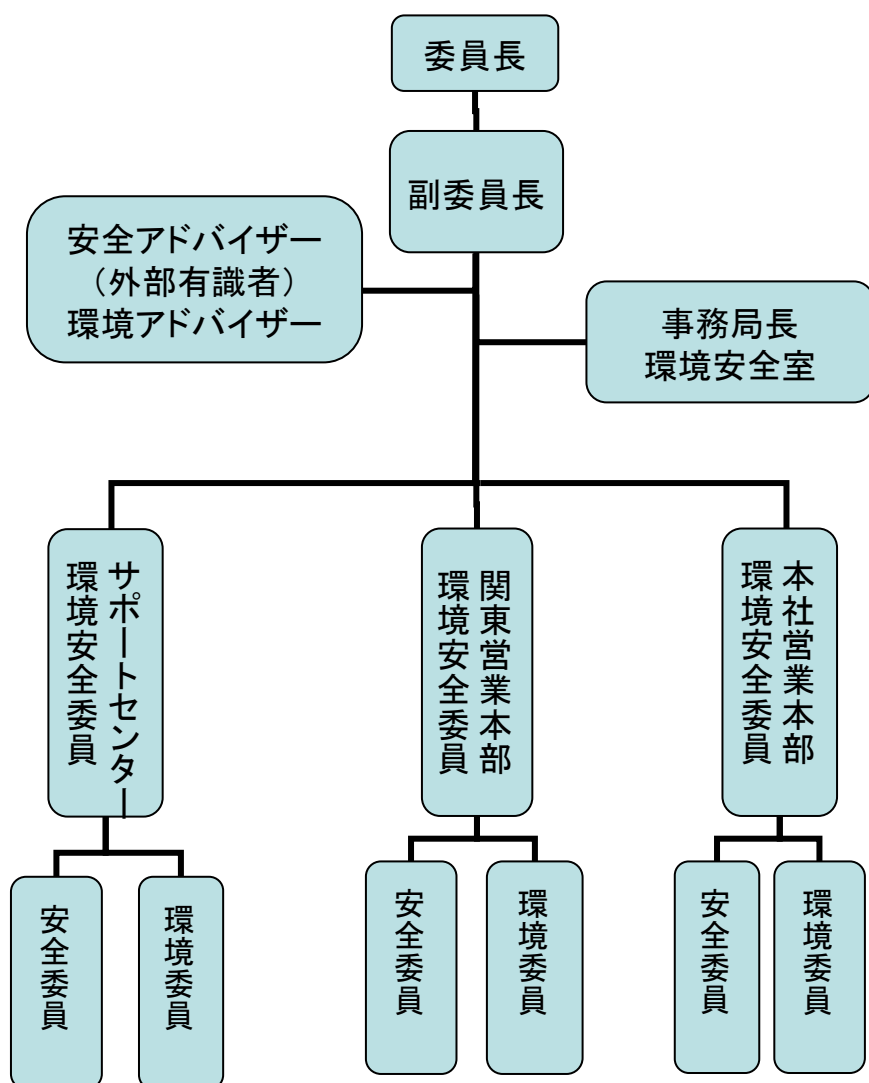 委員長
副委員長
安全アドバイザー
（外部有識者）
環境アドバイザー
事務局長
環境安全室
サポートセンター
環境安全委員
関東営業本部
環境安全委員
本社営業本部
環境安全委員
安全委員
環境委員
安全委員
環境委員
安全委員
環境委員